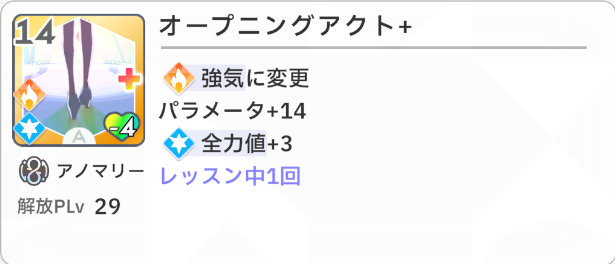 14
オープニングアクト+
強気に変更
パラメータ+14
全力値+3
レッスン中1回
-4
A
アノマリー
解放PLv 29